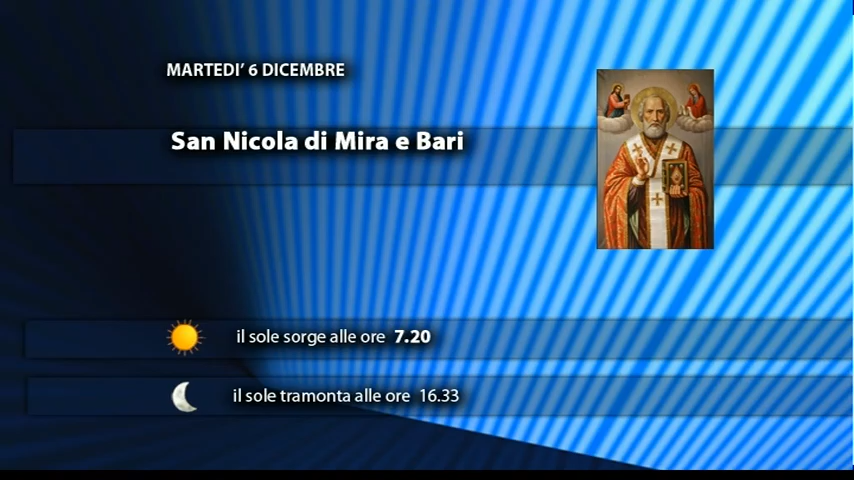 MARTEDI’ 6 DICEMBRE
San Nicola di Mira e Bari
il sole sorge alle ore 7.20
il sole tramonta alle ore 16.33